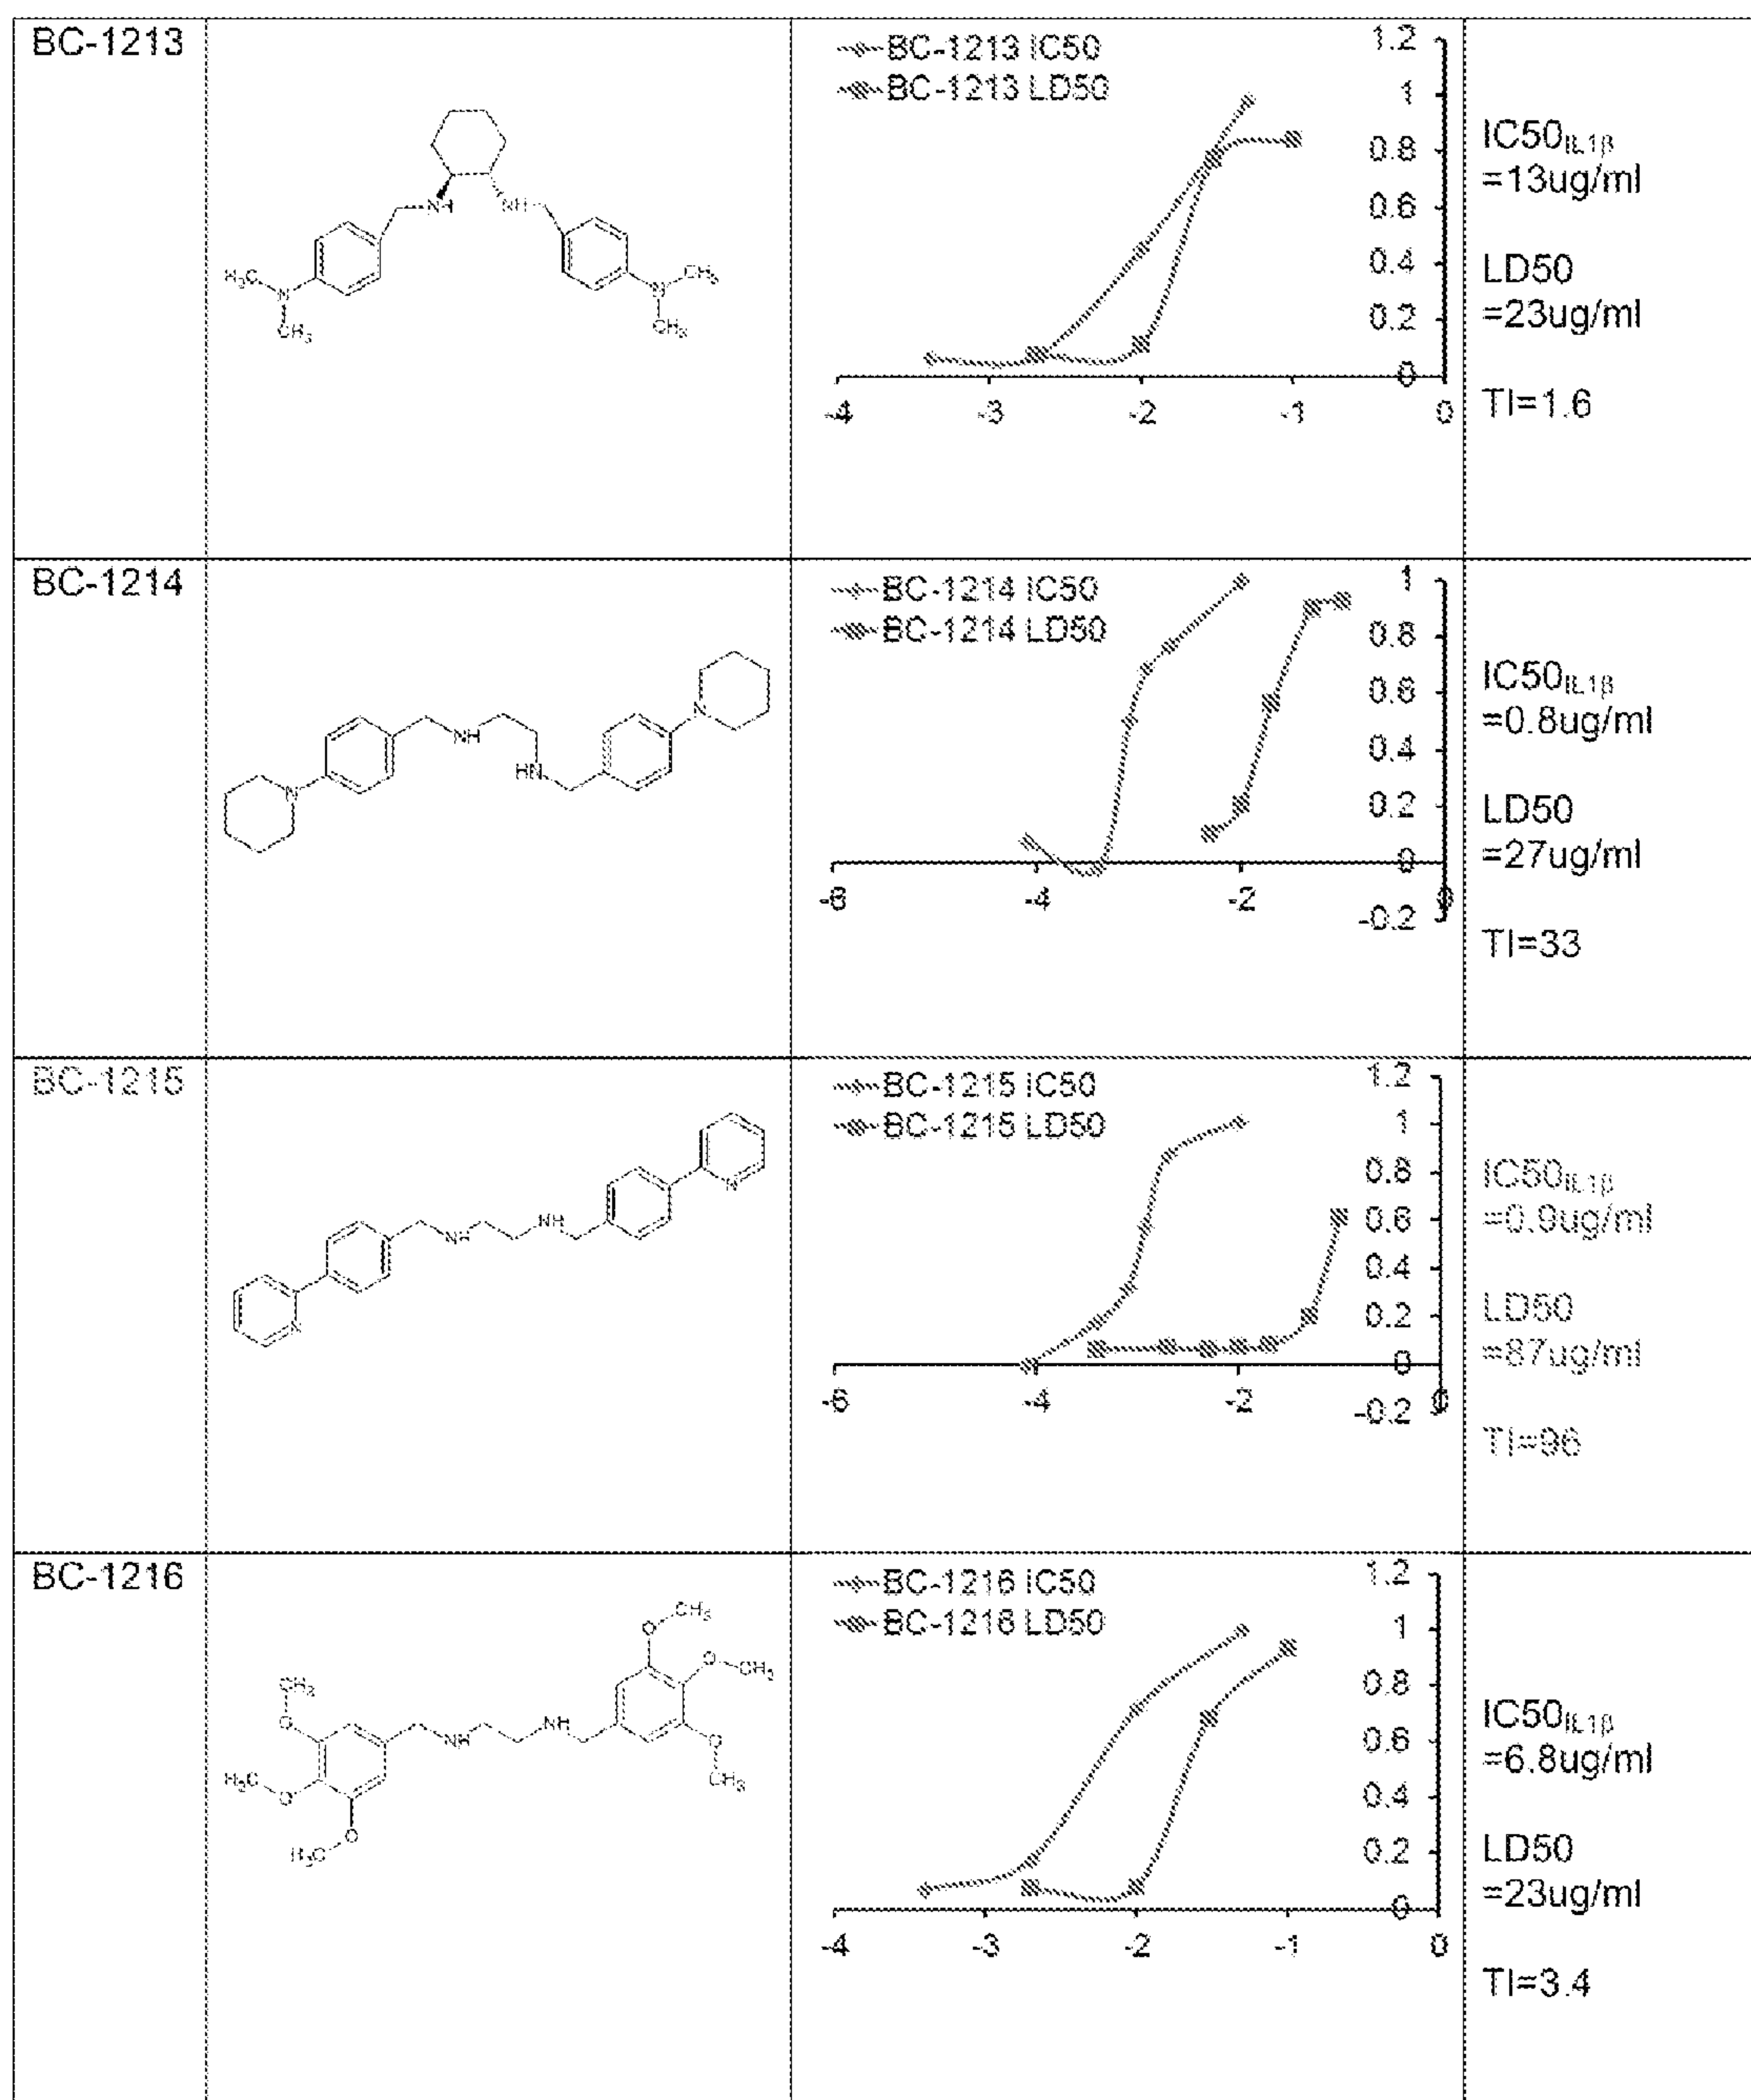 BC-1213
H₃C
N
CH₃
NH
NH
N
CH₃
CH₃
BC-1213 IC50
BC-1213 LD50
1.2
1
0.8
0.6
0.4
0.2
0
-4
-3
-2
-1
0
IC50IL1β
=13ug/ml
LD50
=23ug/ml
TI=1.6
BC-1214
N
NH
HN
N
BC-1214 IC50
BC-1214 LD50
1
0.8
0.6
0.4
0.2
0
-0.2
-6
-4
-2
0
IC50IL1β
=0.8ug/ml
LD50
=27ug/ml
TI=33
BC-1215
N
NH
NH
N
BC-1215 IC50
BC-1215 LD50
1.2
1
0.8
0.6
0.4
0.2
0
-0.2
-6
-4
-2
0
IC50IL1β
=0.9ug/ml
LD50
=87ug/ml
TI=96
BC-1216
CH₃
O
O
CH₃
O
CH₃
NH
NH
CH₃
O
H₃C
O
O
H₃C
BC-1216 IC50
BC-1216 LD50
1.2
1
0.8
0.6
0.4
0.2
0
-4
-3
-2
-1
0
IC50IL1β
=6.8ug/ml
LD50
=23ug/ml
TI=3.4